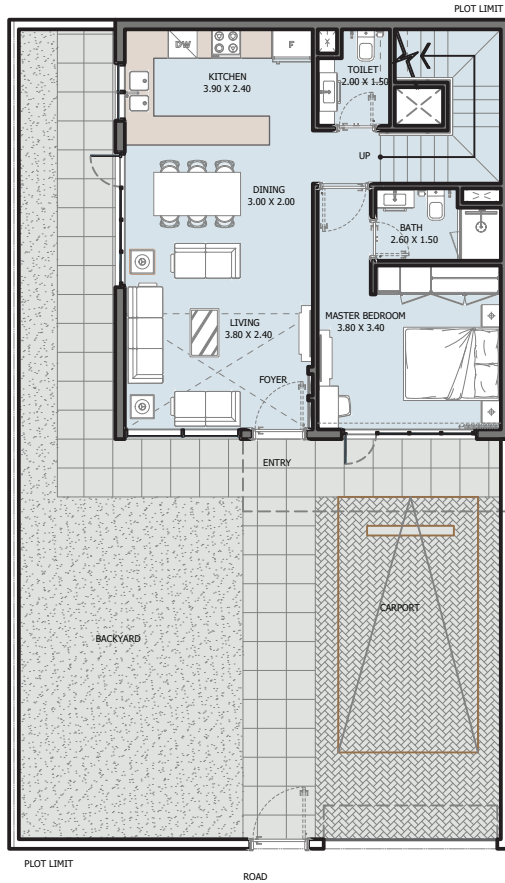 PLOT LIMIT
DW
F
KITCHEN
3.90 X 2.40
TOILET
2.00 X 1.50
UP
DINING
3.00 X 2.00
BATH
2.60 X 1.50
LIVING
3.80 X 2.40
MASTER BEDROOM
3.80 X 3.40
FOYER
ENTRY
CARPORT
BACKYARD
PLOT LIMIT
ROAD